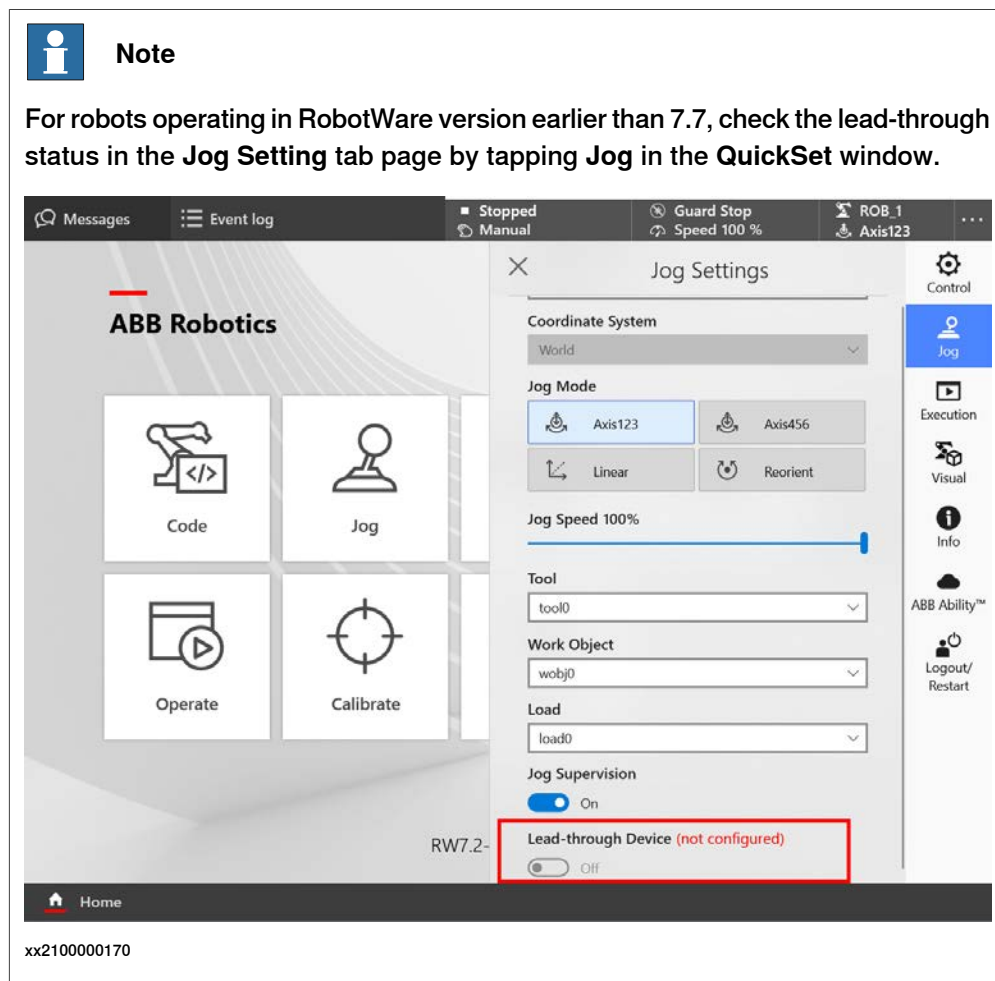 Note
For robots operating in RobotWare version earlier than 7.7, check the lead-through
status in the Jog Setting tab page by tapping Jog in the QuickSet window.
Messages
Event log
Stopped
Manual
Guard Stop
Speed 100 %
ROB_1
Axis123
...
ABB Robotics
Code
Jog
Operate
Calibrate
RW7.2-
Jog Settings
Coordinate System
World
Jog Mode
Axis123
Axis456
Linear
Reorient
Jog Speed 100%
Tool
tool0
Work Object
wobj0
Load
load0
Jog Supervision
On
Lead-through Device (not configured)
Off
Control
Jog
Execution
Visual
Info
ABB Ability™
Logout/
Restart
Home
xx2100000170